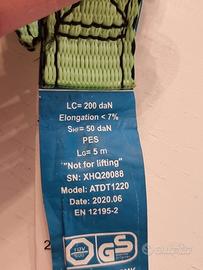 LC= 200 daN
Elongation < 7%
SHF= 50 daN
PES
LG= 5 m
"Not for lifting"
SN: XHQ20088
Model: ATDT1220
Date: 2020.06
EN 12195-2
TÜV
GS